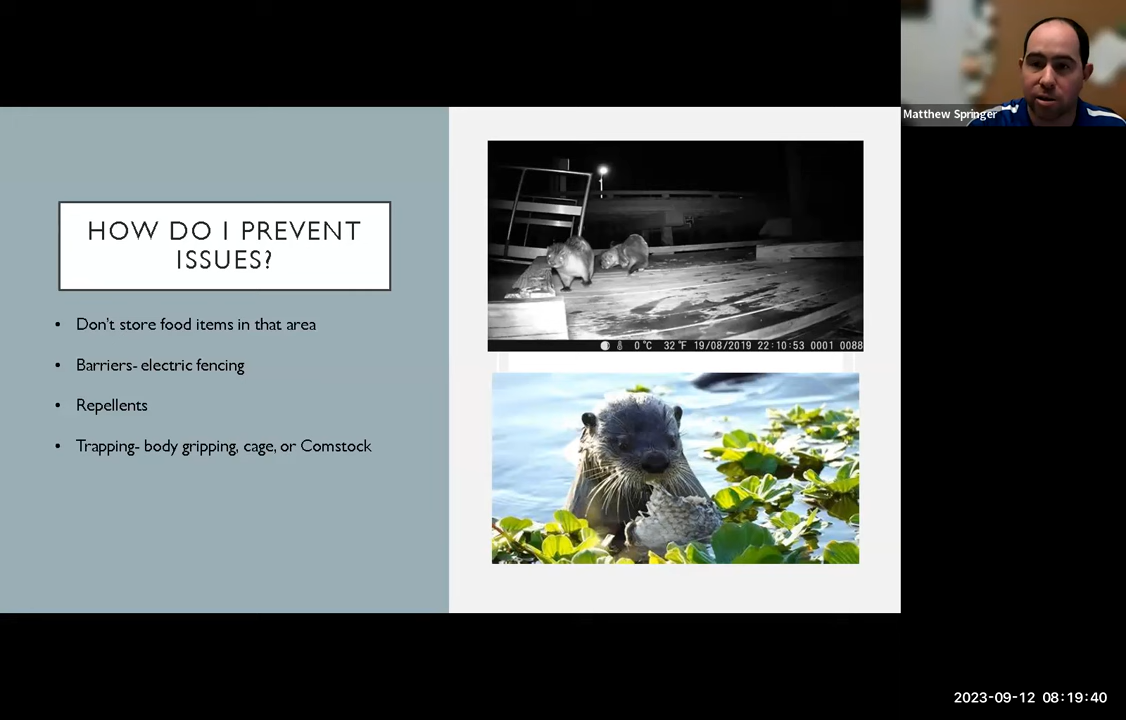 HOW DO I PREVENT
ISSUES?
• Don't store food items in that area
• Barriers- electric fencing
• Repellents
• Trapping- body gripping, cage, or Comstock
0°C 32°F 19/08/2019 22:10:53 0001 0088
Matthew Springer
2023-09-12 08:19:40